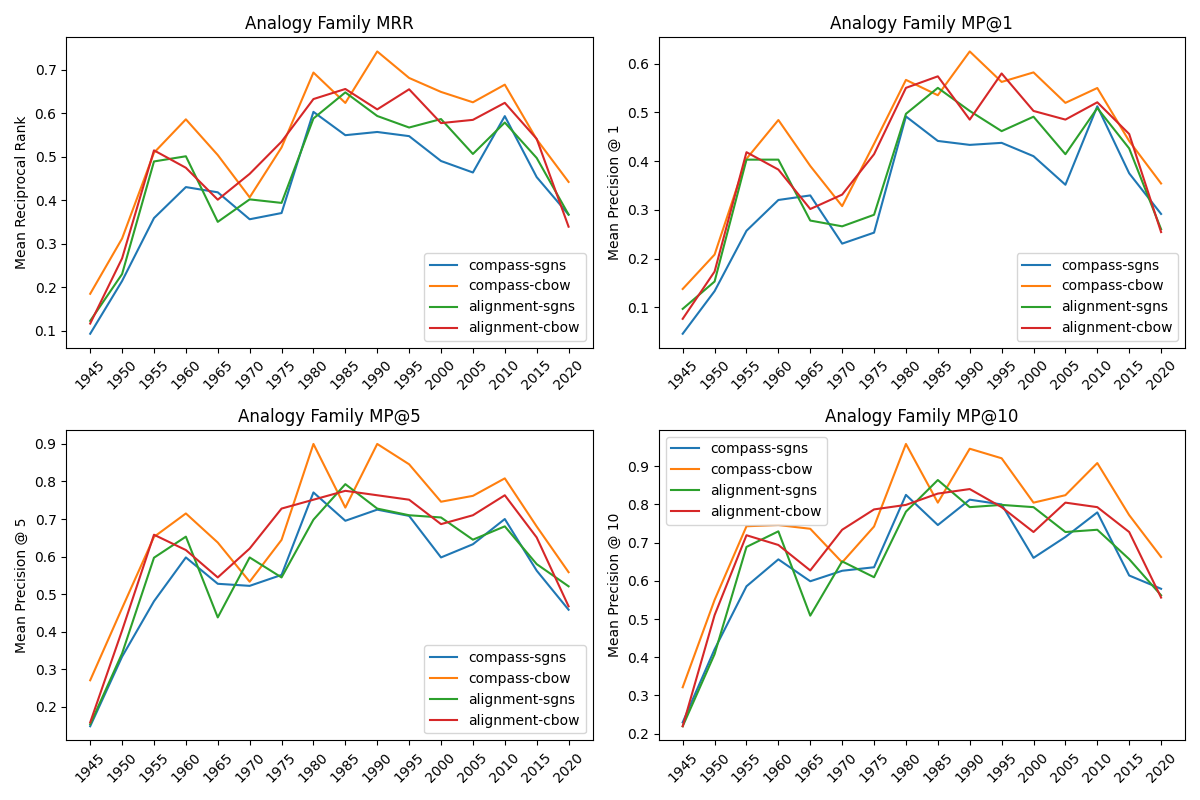 Analogy Family MRR
Mean Reciprocal Rank
0.7
0.6
0.5
0.4
0.3
0.2
0.1
compass-sgns
compass-cbow
alignment-sgns
alignment-cbow
1945 1950 1955 1960 1965 1970 1975 1980 1985 1990 1995 2000 2005 2010 2015 2020
Analogy Family MP@1
Mean Precision @ 1
0.6
0.5
0.4
0.3
0.2
0.1
compass-sgns
compass-cbow
alignment-sgns
alignment-cbow
1945 1950 1955 1960 1965 1970 1975 1980 1985 1990 1995 2000 2005 2010 2015 2020
Analogy Family MP@5
Mean Precision @ 5
0.9
0.8
0.7
0.6
0.5
0.4
0.3
0.2
compass-sgns
compass-cbow
alignment-sgns
alignment-cbow
1945 1950 1955 1960 1965 1970 1975 1980 1985 1990 1995 2000 2005 2010 2015 2020
Analogy Family MP@10
Mean Precision @ 10
0.9
0.8
0.7
0.6
0.5
0.4
0.3
0.2
compass-sgns
compass-cbow
alignment-sgns
alignment-cbow
1945 1950 1955 1960 1965 1970 1975 1980 1985 1990 1995 2000 2005 2010 2015 2020